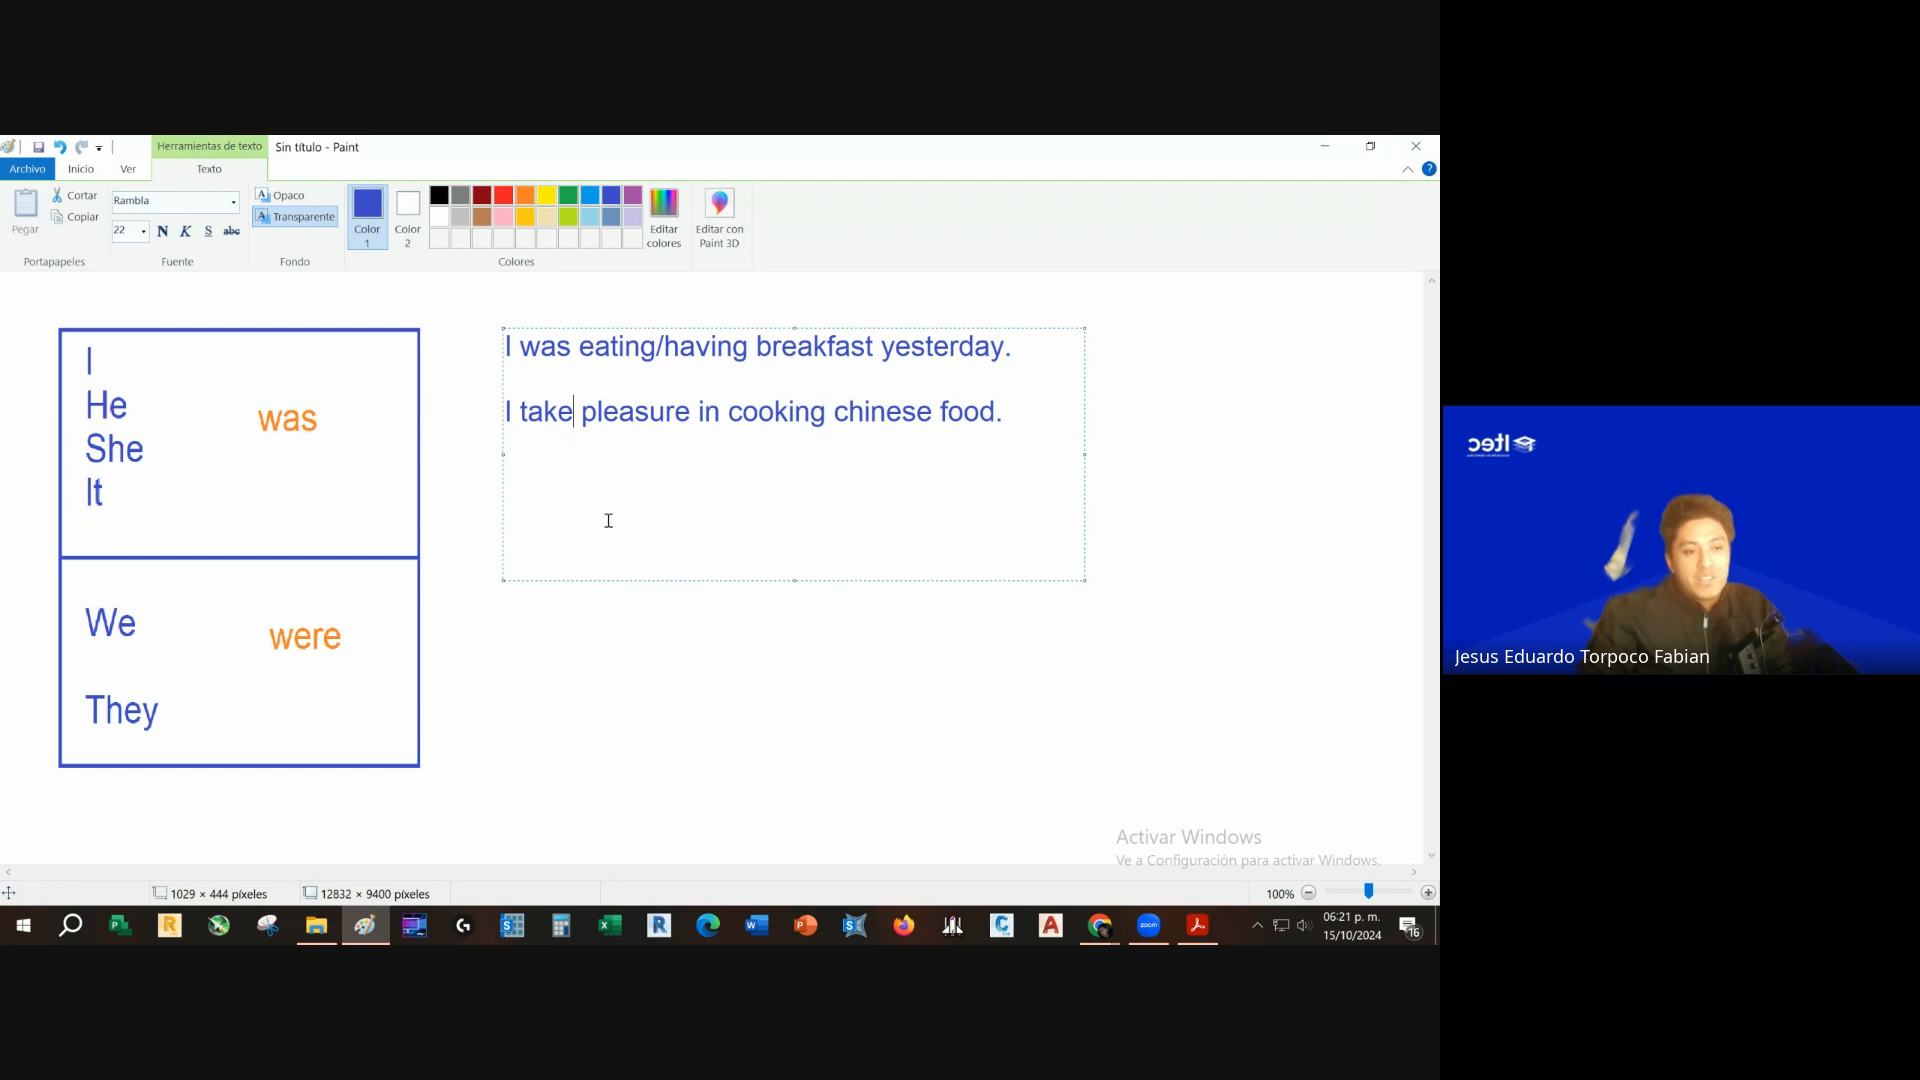 Herramientas de texto
Sin título - Paint
Archivo
Inicio
Ver
Texto
Pegar
Cortar
Copiar
Portapapeles
Rambla
22
N K S abc
Fuente
Opaco
Transparente
Fondo
Color
1
Color
2
Colores
Editar
colores
Editar con
Paint 3D
I
He
She
It
was
We
They
were
I was eating/having breakfast yesterday.
I take pleasure in cooking chinese food.
Activar Windows
Ve a Configuración para activar Windows.
1029 × 444 píxeles
12832 × 9400 píxeles
100%
zoom
06:21 p. m.
15/10/2024
16
Itec
Jesus Eduardo Torpoco Fabian